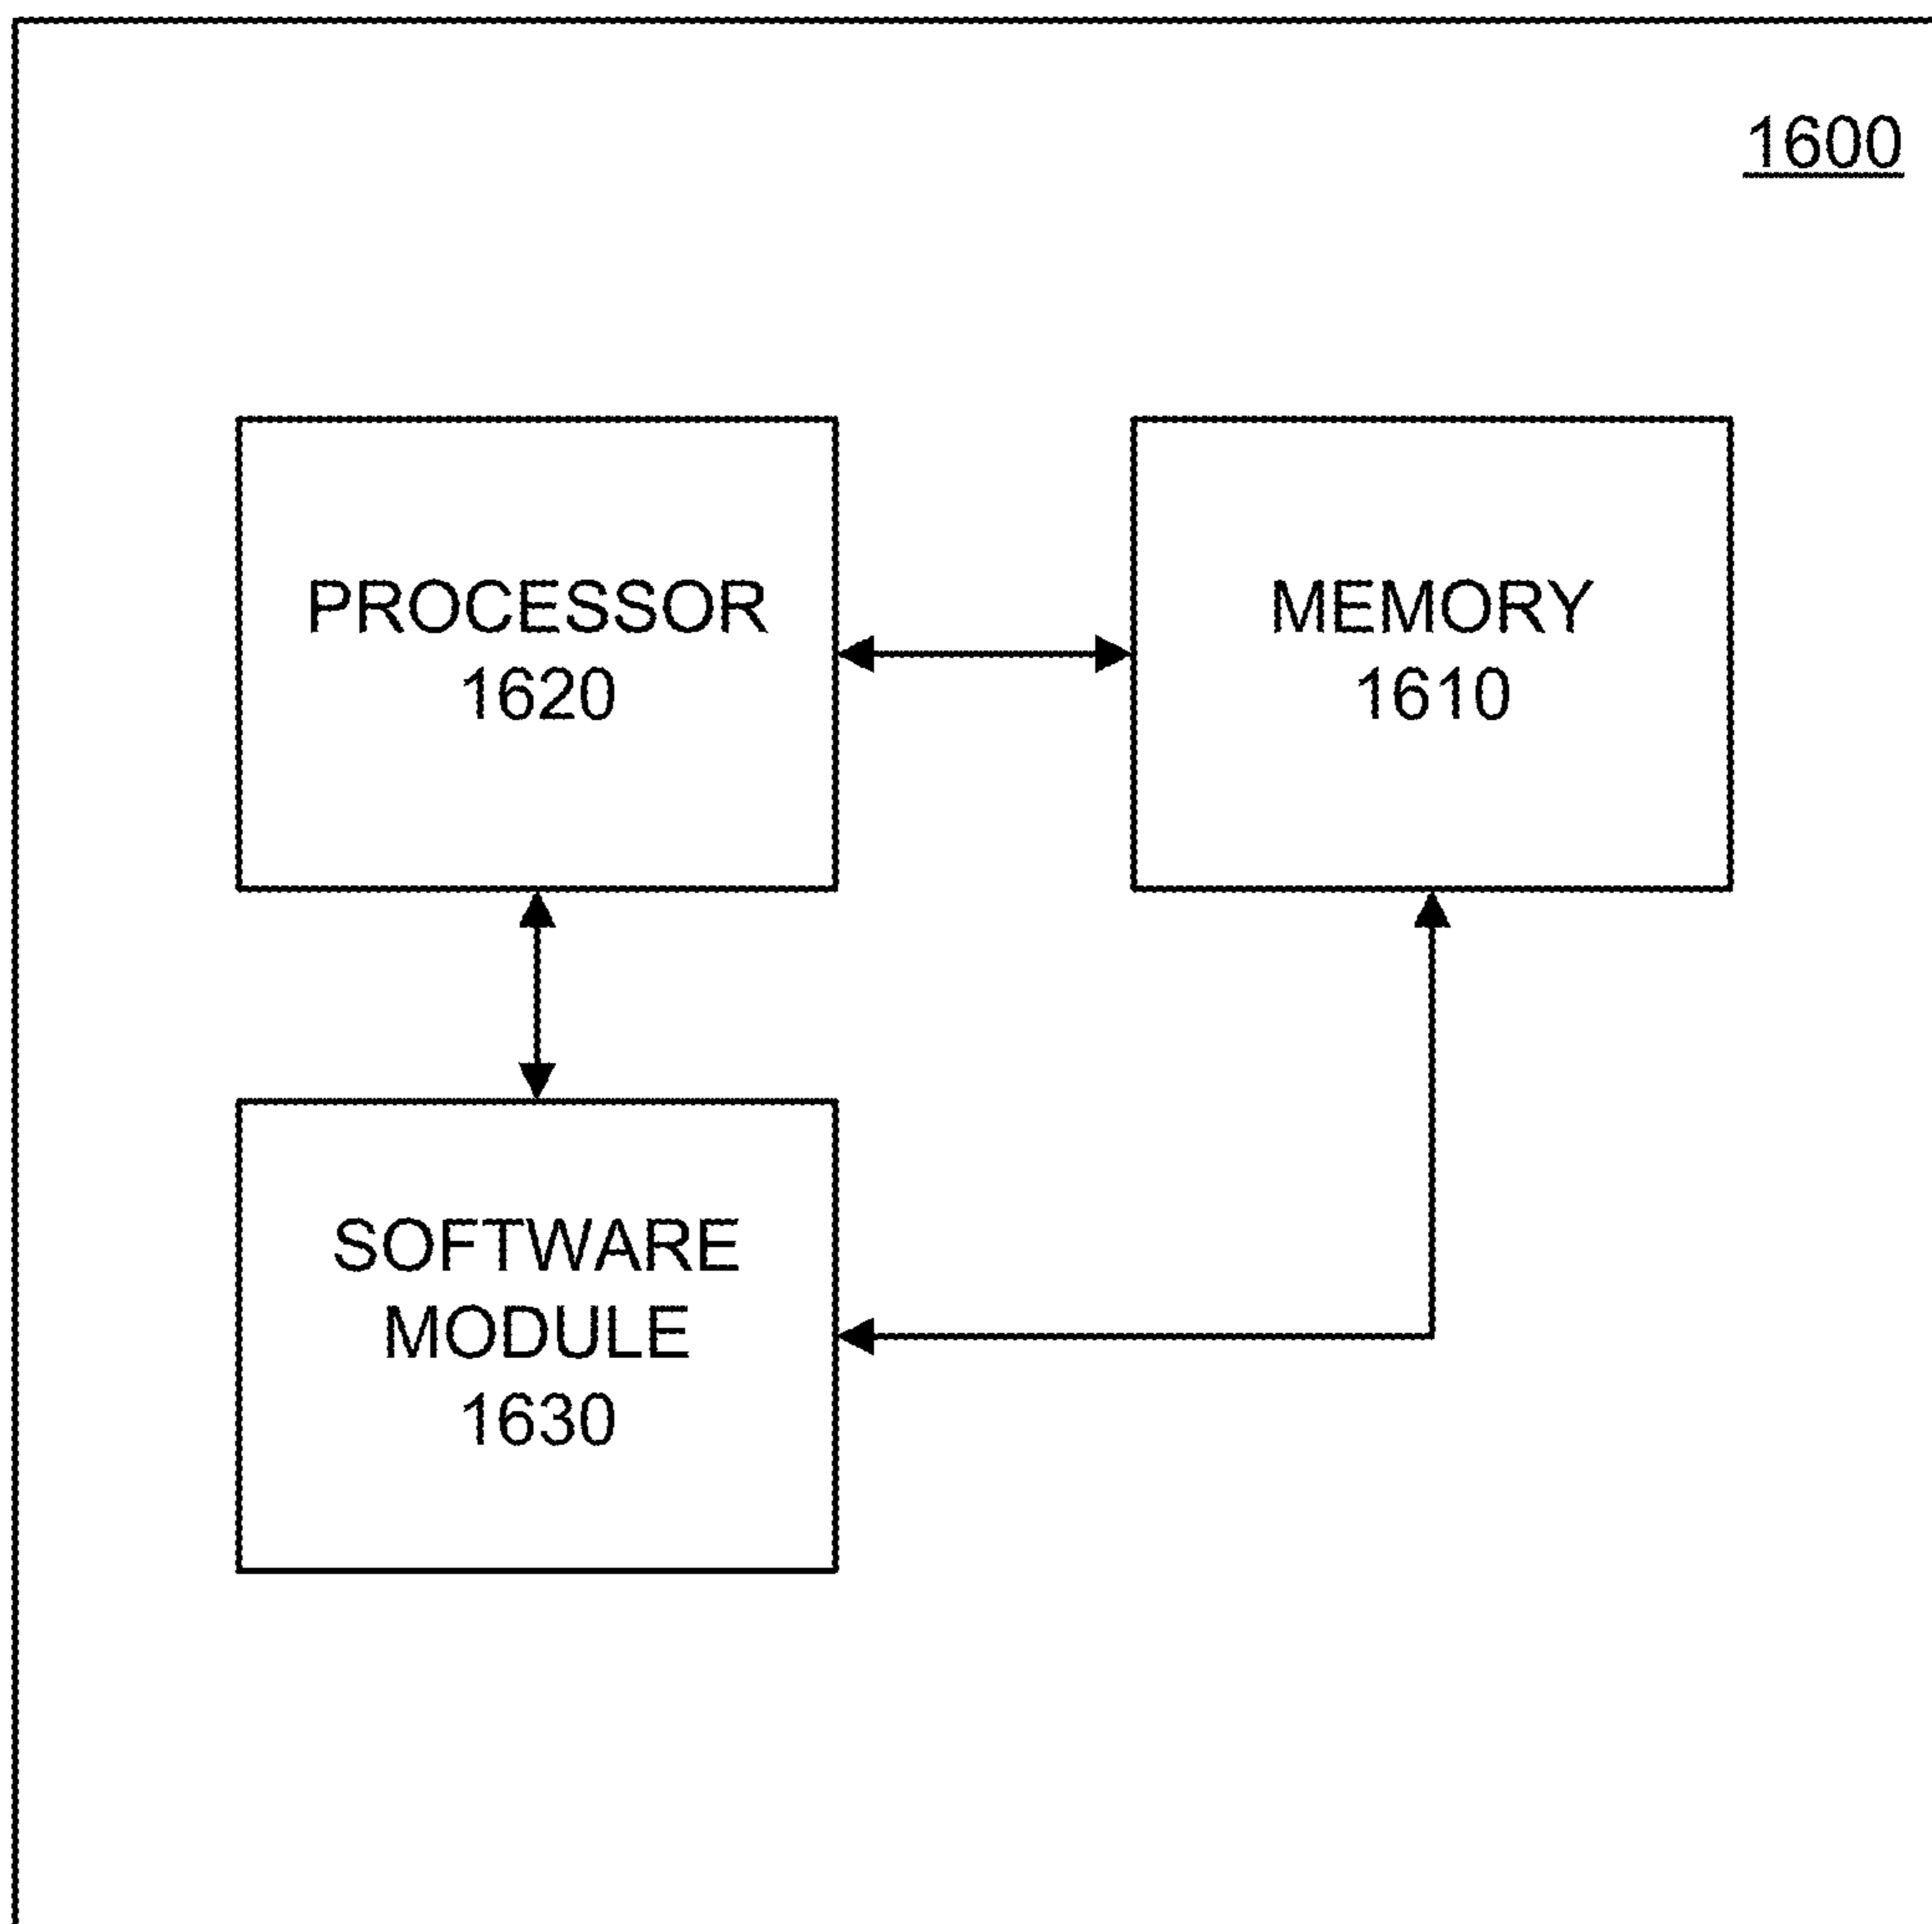 1600
PROCESSOR
1620
MEMORY
1610
SOFTWARE
MODULE
1630